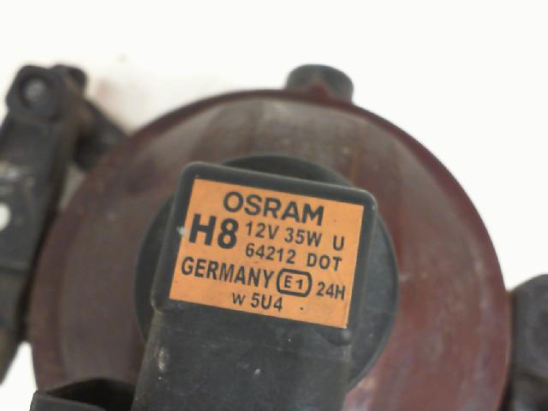 OSRAM
H8 12V 35W U
64212 DOT
GERMANY E1 24H
W 5U4